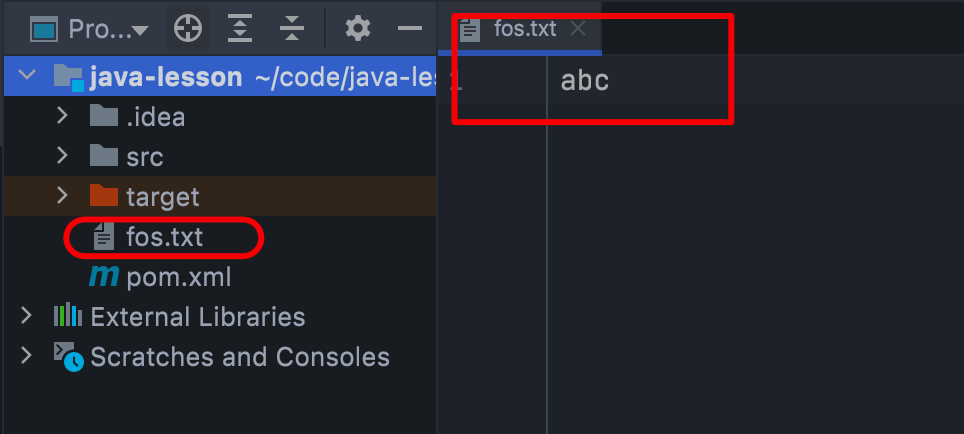 Pro...
fos.txt
java-lesson ~/code/java-les
1 abc
.idea
src
target
fos.txt
m pom.xml
External Libraries
Scratches and Consoles